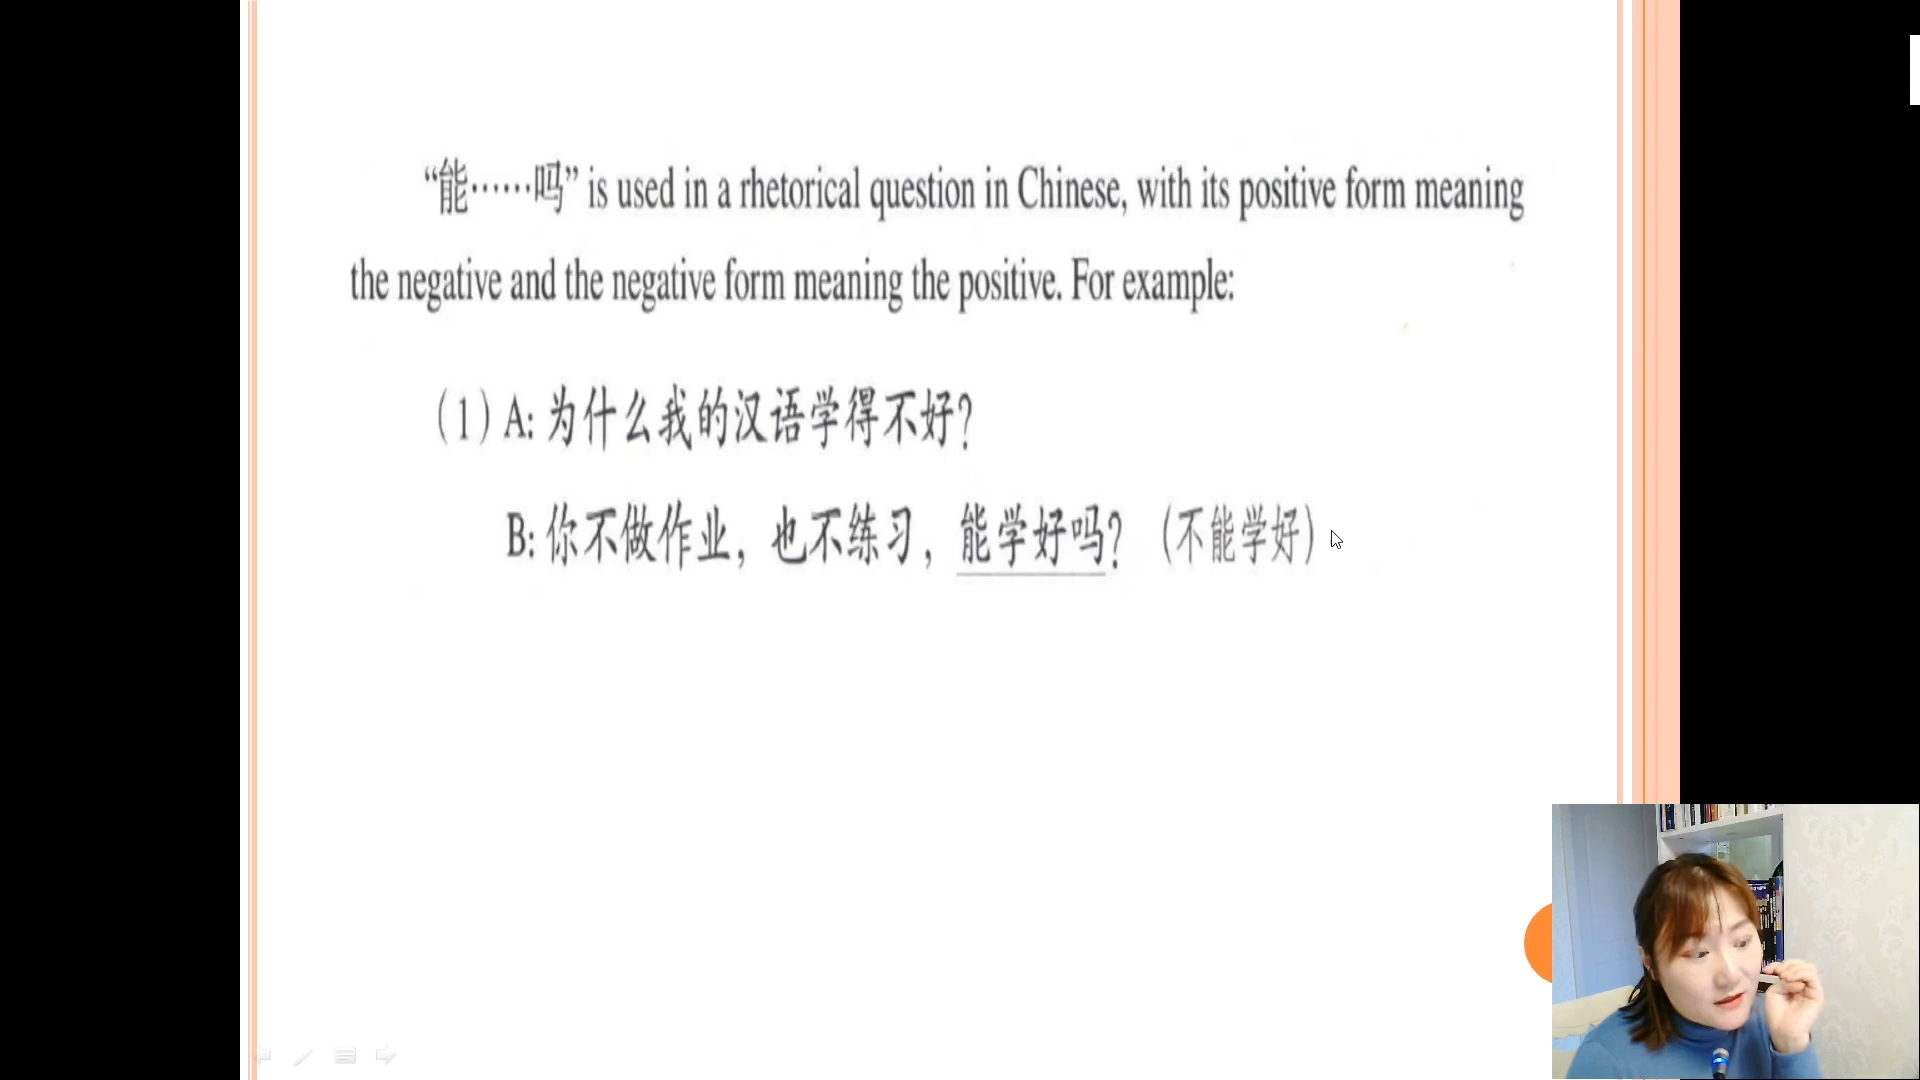 “能……吗” is used in a rhetorical question in Chinese, with its positive form meaning
the negative and the negative form meaning the positive. For example:
(1) A: 为什么我的汉语学得不好?
B: 你不做作业, 也不练习, 能学好吗? (不能学好)